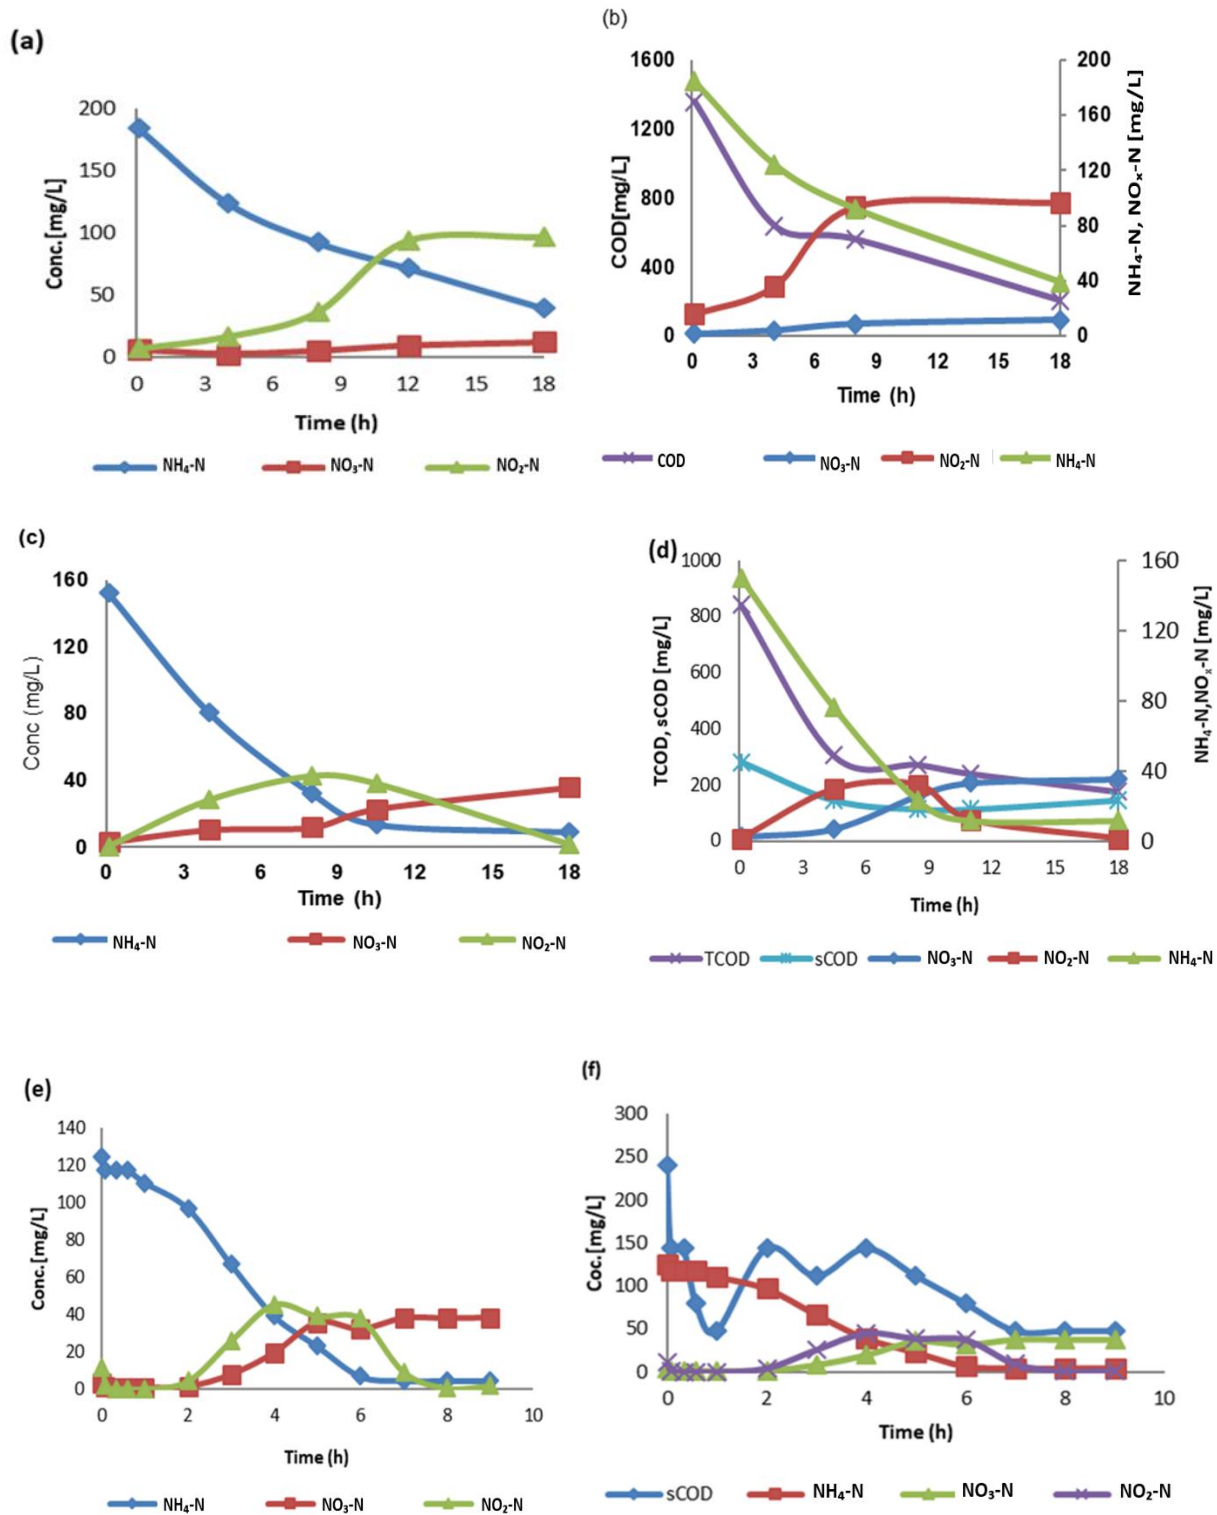 (a)
200
150
100
50
0
Conc.[mg/L]
0 3 6 9 12 15 18
Time (h)
NH₄-N NO₃-N NO₂-N
(b)
1600
1200
800
400
0
COD[mg/L]
200
160
120
80
40
0
NH₄-N, NOₓ-N [mg/L]
0 3 6 9 12 15 18
Time (h)
COD NO₃-N NO₂-N NH₄-N
(c)
160
120
80
40
0
Conc (mg/L)
0 3 6 9 12 15 18
Time (h)
NH₄-N NO₃-N NO₂-N
(d)
1000
800
600
400
200
0
TCOD, sCOD [mg/L]
160
120
80
40
0
NH₄-N,NOₓ-N [mg/L]
0 3 6 9 12 15 18
Time (h)
TCOD sCOD NO₃-N NO₂-N NH₄-N
(e)
140
120
100
80
60
40
20
0
Conc.[mg/L]
0 2 4 6 8 10
Time (h)
NH₄-N NO₃-N NO₂-N
(f)
300
250
200
150
100
50
0
Coc.[mg/L]
0 2 4 6 8 10
Time (h)
sCOD NH₄-N NO₃-N NO₂-N